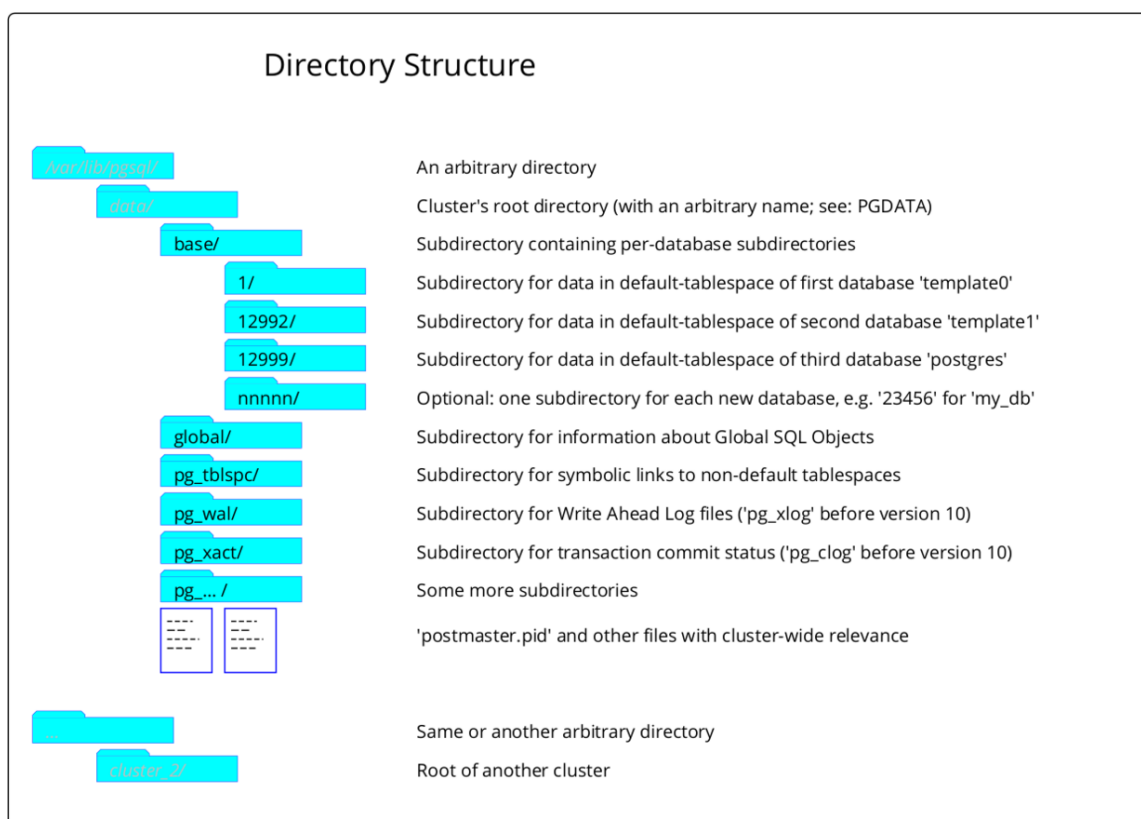 Directory Structure
/var/lib/pgsql/ An arbitrary directory
data/ Cluster's root directory (with an arbitrary name; see: PGDATA)
base/ Subdirectory containing per-database subdirectories
1/ Subdirectory for data in default-tablespace of first database 'template0'
12992/ Subdirectory for data in default-tablespace of second database 'template1'
12999/ Subdirectory for data in default-tablespace of third database 'postgres'
nnnnn/ Optional: one subdirectory for each new database, e.g. '23456' for 'my_db'
global/ Subdirectory for information about Global SQL Objects
pg_tblspc/ Subdirectory for symbolic links to non-default tablespaces
pg_wal/ Subdirectory for Write Ahead Log files ('pg_xlog' before version 10)
pg_xact/ Subdirectory for transaction commit status ('pg_clog' before version 10)
pg_... / Some more subdirectories
'postmaster.pid' and other files with cluster-wide relevance
... Same or another arbitrary directory
cluster_2/ Root of another cluster